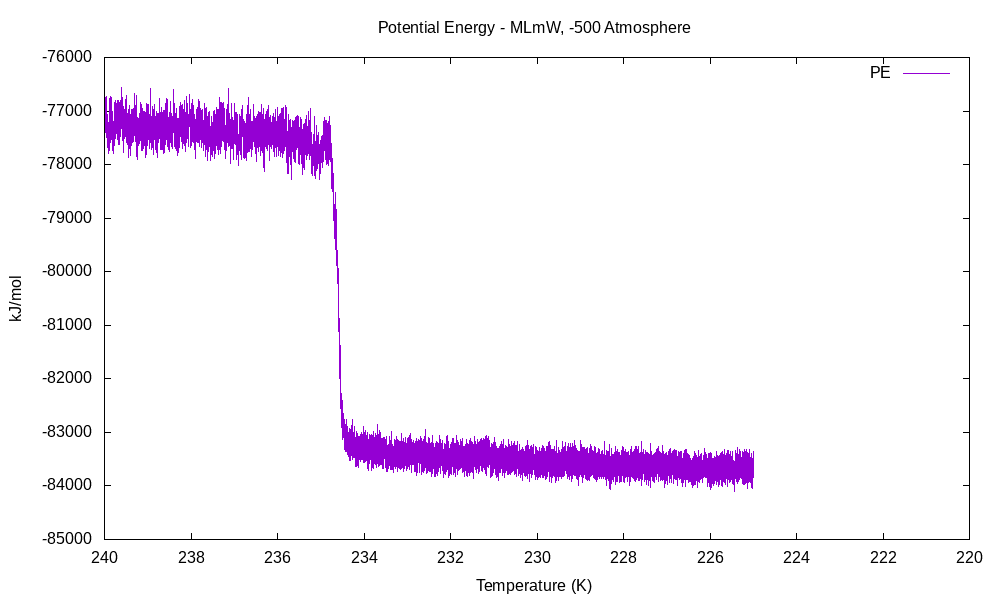 Potential Energy - MLmW, -500 Atmosphere
PE
-76000
-77000
-78000
-79000
-80000
-81000
-82000
-83000
-84000
-85000
kJ/mol
240 238 236 234 232 230 228 226 224 222 220
Temperature (K)